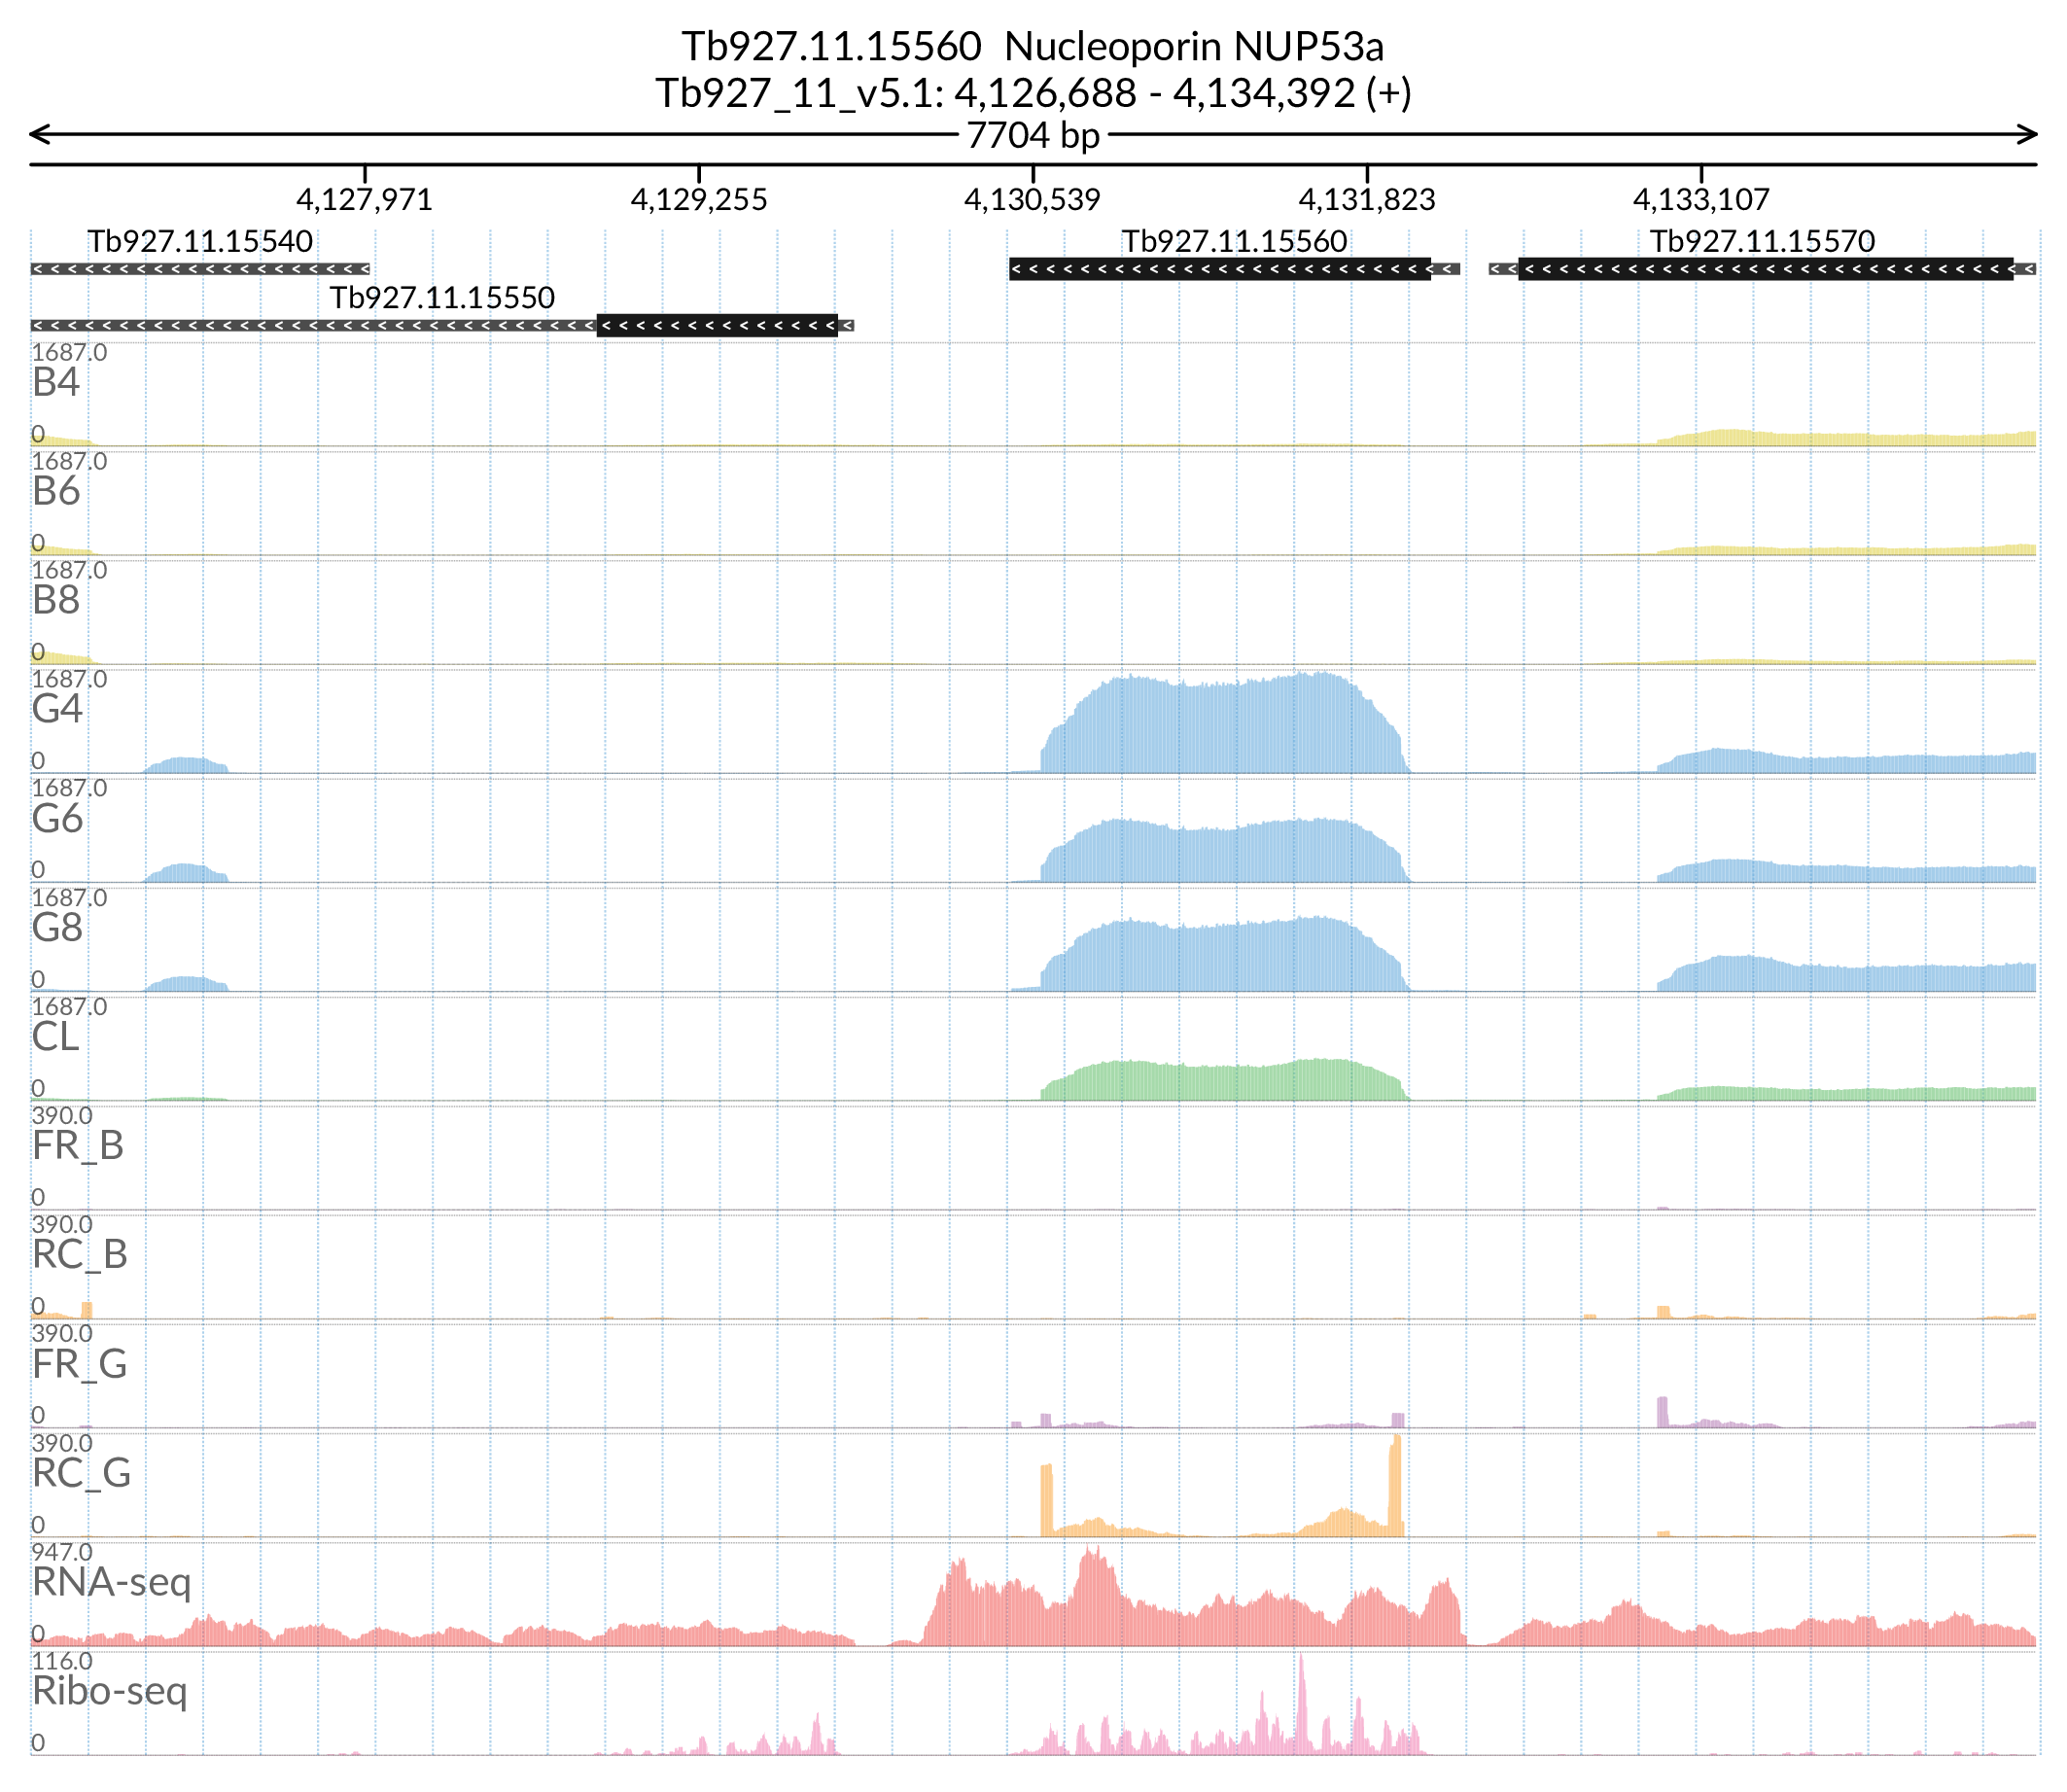 Tb927.11.15560 Nucleoporin NUP53a
Tb927_11_v5.1: 4,126,688 - 4,134,392 (+)
7704 bp
4,127,971 4,129,255 4,130,539 4,131,823 4,133,107
Tb927.11.15540 Tb927.11.15560 Tb927.11.15570
Tb927.11.15550
1687.0
B4
0
1687.0
B6
0
1687.0
B8
0
1687.0
G4
0
1687.0
G6
0
1687.0
G8
0
1687.0
CL
0
390.0
FR_B
0
390.0
RC_B
0
390.0
FR_G
0
390.0
RC_G
0
947.0
RNA-seq
0
116.0
Ribo-seq
0